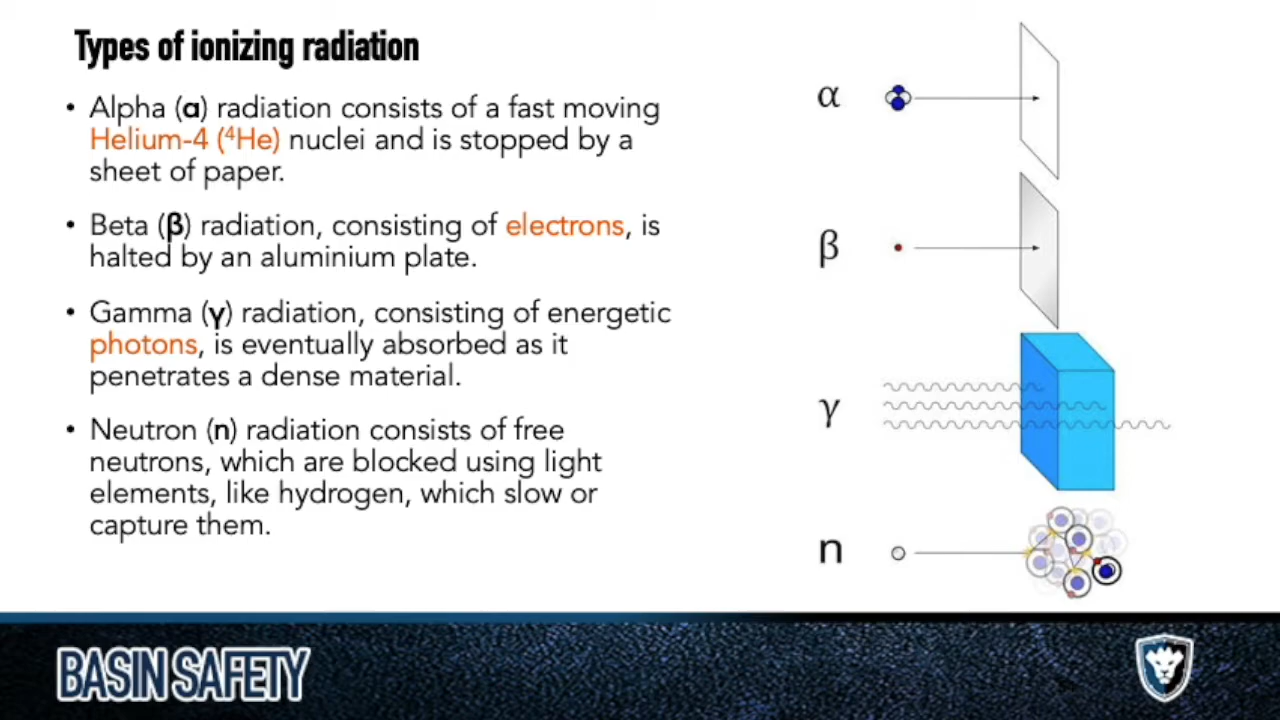 Types of ionizing radiation
• Alpha (α) radiation consists of a fast moving
Helium-4 (⁴He) nuclei and is stopped by a
sheet of paper.
• Beta (β) radiation, consisting of electrons, is
halted by an aluminium plate.
• Gamma (γ) radiation, consisting of energetic
photons, is eventually absorbed as it
penetrates a dense material.
• Neutron (n) radiation consists of free
neutrons, which are blocked using light
elements, like hydrogen, which slow or
capture them.
α
β
γ
n
BASIN SAFETY